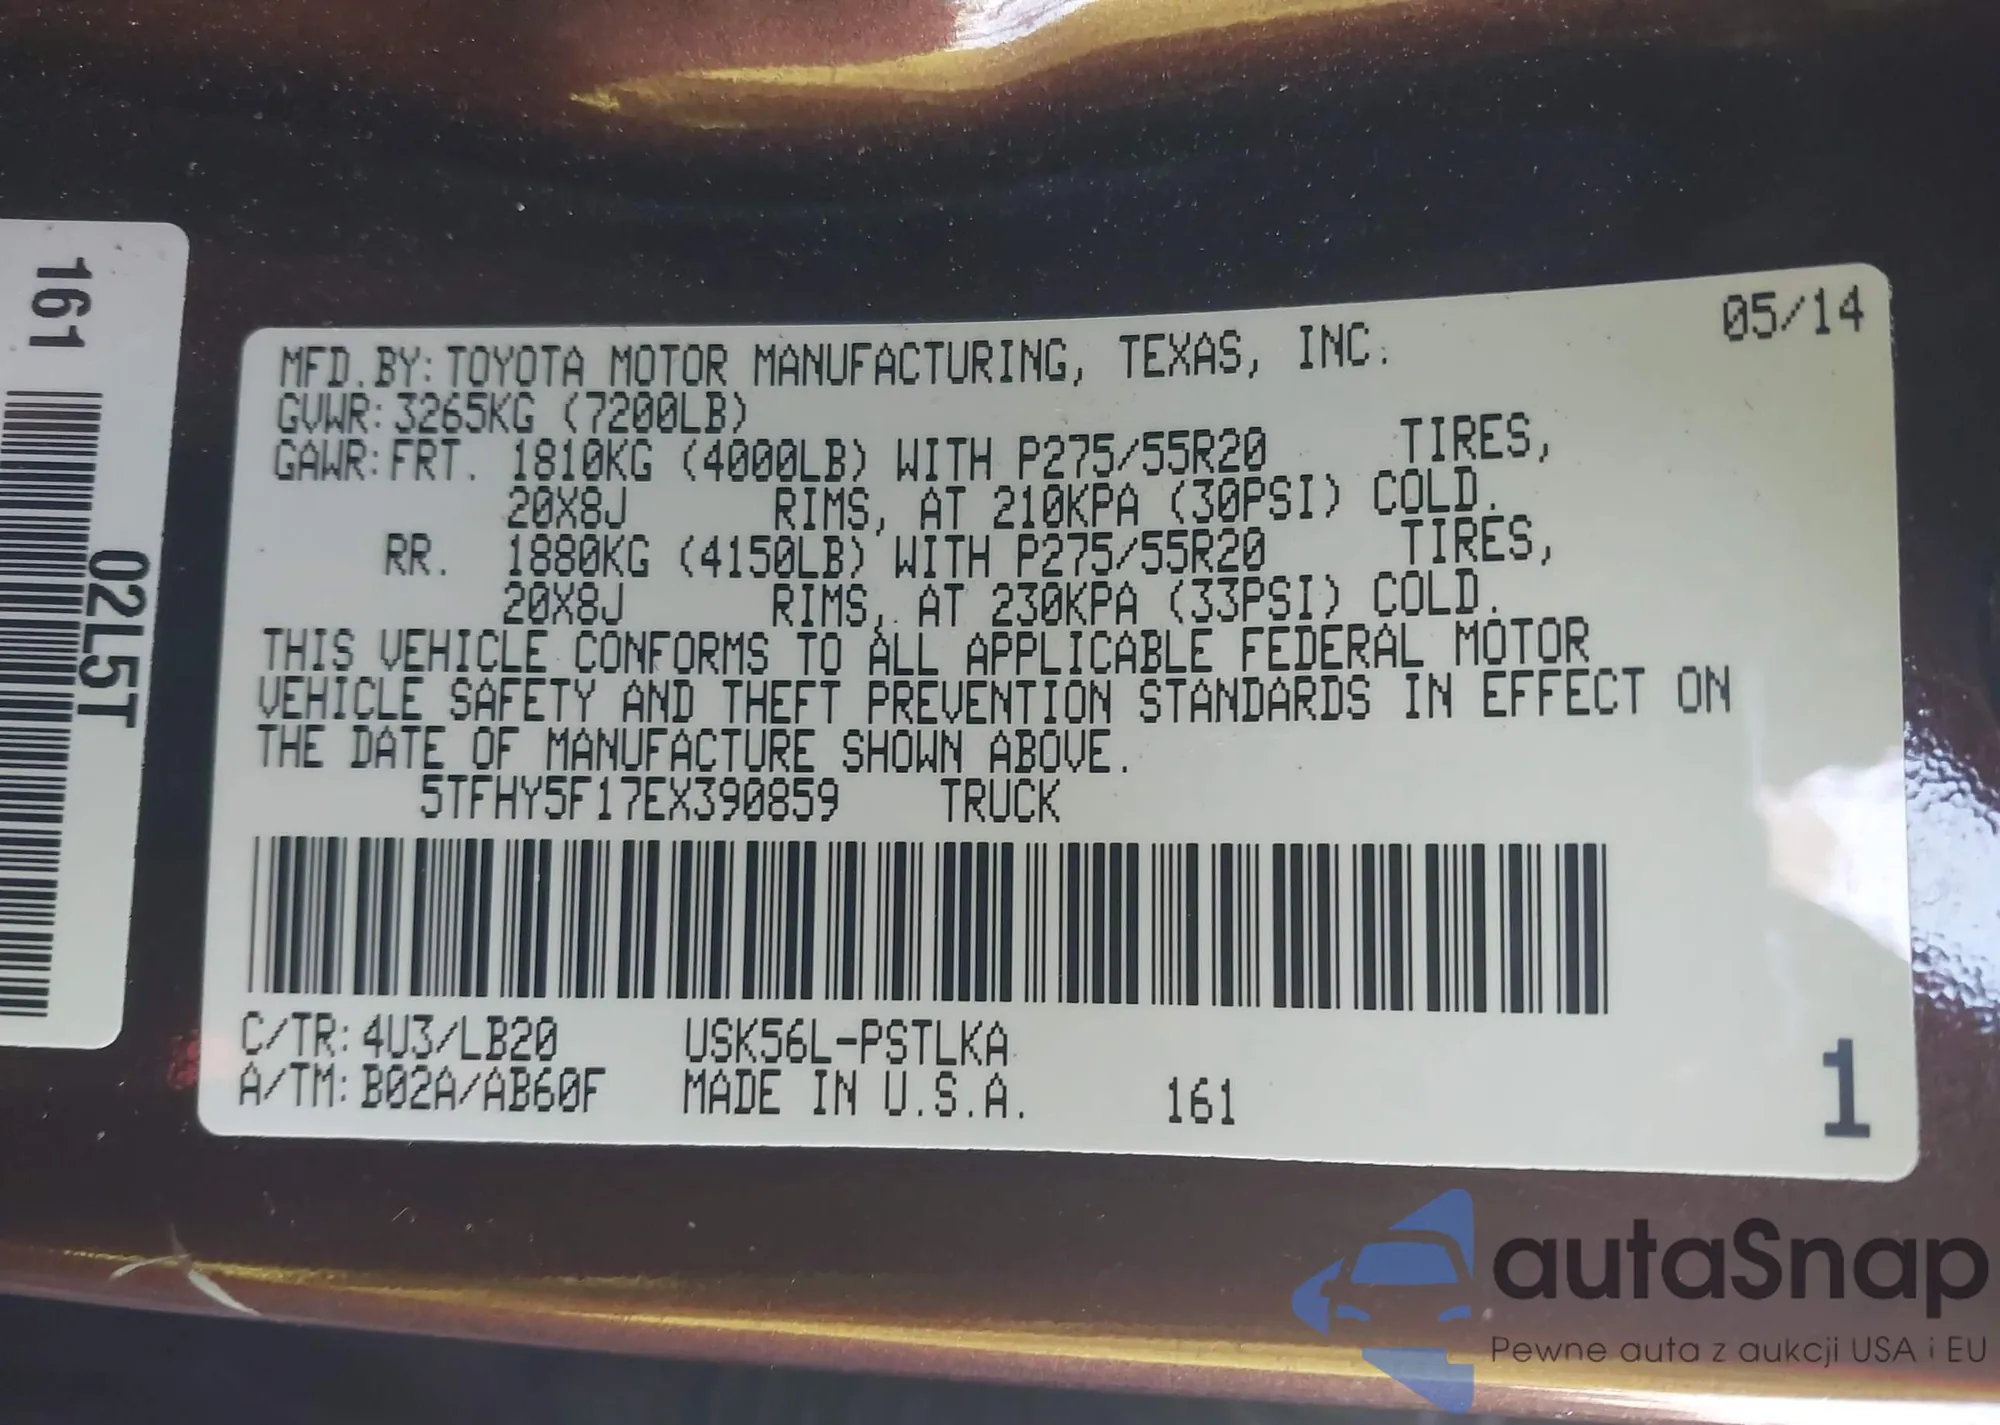 161
02L5T
05/14
MFD.BY: TOYOTA MOTOR MANUFACTURING, TEXAS, INC.
GVWR: 3265KG (7200LB)
GAWR: FRT. 1810KG (4000LB) WITH P275/55R20 TIRES,
20X8J RIMS, AT 210KPA (30PSI) COLD.
RR. 1880KG (4150LB) WITH P275/55R20 TIRES,
20X8J RIMS, AT 230KPA (33PSI) COLD.
THIS VEHICLE CONFORMS TO ALL APPLICABLE FEDERAL MOTOR
VEHICLE SAFETY AND THEFT PREVENTION STANDARDS IN EFFECT ON
THE DATE OF MANUFACTURE SHOWN ABOVE.
5TFHY5F17EX390859 TRUCK
C/TR: 4U3/LB20 USK56L-PSTLKA
A/TM: B02A/AB60F MADE IN U.S.A. 161
1
autaSnap
Pewne auta z aukcji USA i EU